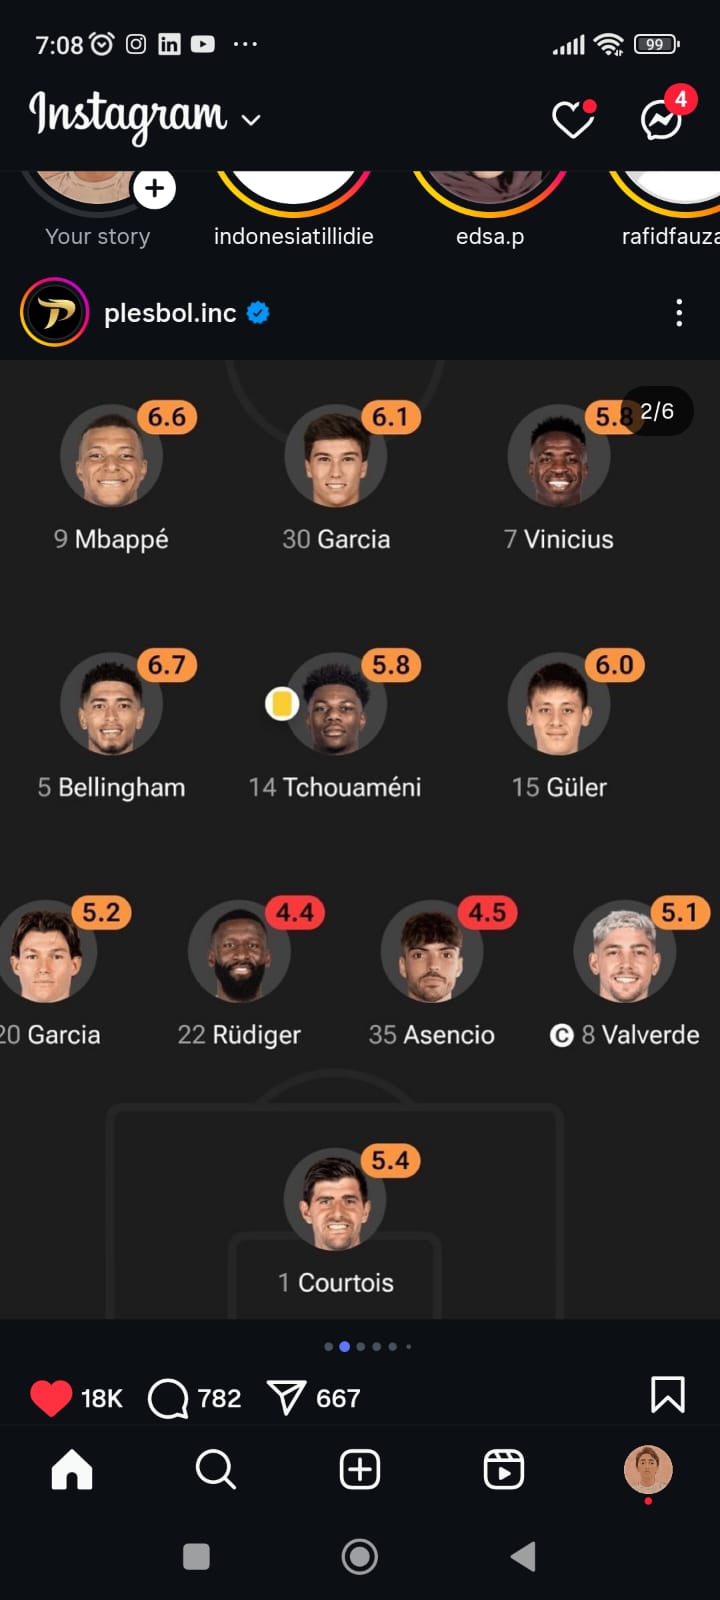 7:08
99
Instagram
4
Your story
indonesiatillidie
edsa.p
rafidfauza
plesbol.inc
2/6
6.6 6.1 5.8
9 Mbappé 30 Garcia 7 Vinicius
6.7 5.8 6.0
5 Bellingham 14 Tchouaméni 15 Güler
5.2 4.4 4.5 5.1
20 Garcia 22 Rüdiger 35 Asencio C 8 Valverde
5.4
1 Courtois
18K 782 667